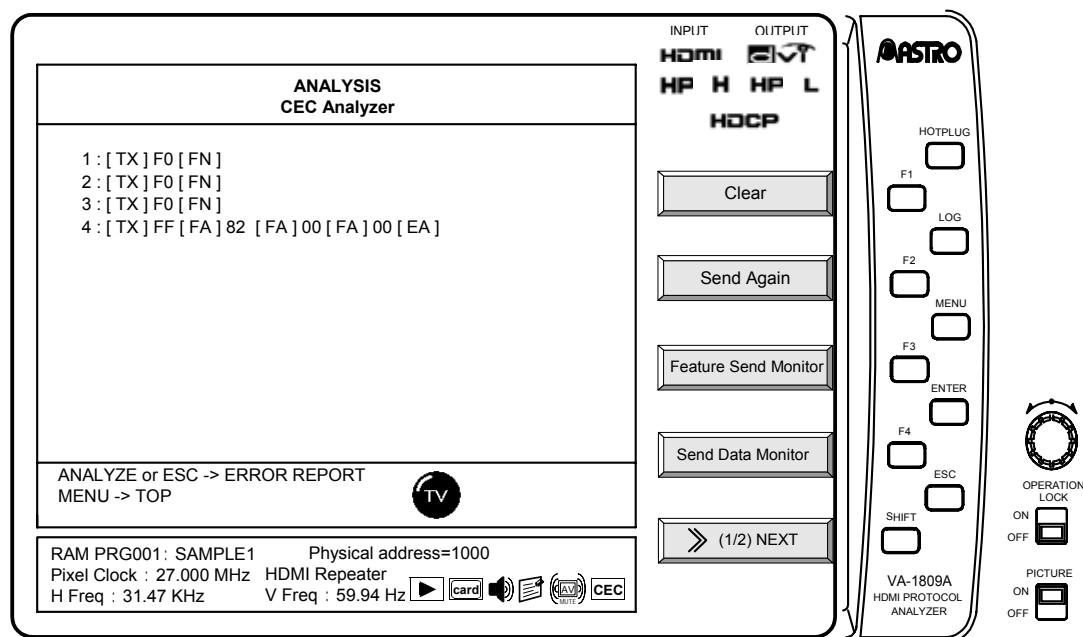 ANALYSIS
CEC Analyzer
1 : [ TX ] F0 [ FN ]
2 : [ TX ] F0 [ FN ]
3 : [ TX ] F0 [ FN ]
4 : [ TX ] FF [ FA ] 82 [ FA ] 00 [ FA ] 00 [ EA ]
ANALYZE or ESC -> ERROR REPORT
MENU -> TOP
TV
RAM PRG001: SAMPLE1 Physical address=1000
Pixel Clock : 27.000 MHz HDMI Repeater
H Freq : 31.47 KHz V Freq : 59.94 Hz
card
AV
MUTE
CEC
INPUT OUTPUT
HDMI DVI
HP H HP L
HDCP
Clear
Send Again
Feature Send Monitor
Send Data Monitor
(1/2) NEXT
ASTRO
HOTPLUG
F1
LOG
F2
MENU
F3
ENTER
F4
ESC
SHIFT
VA-1809A
HDMI PROTOCOL
ANALYZER
OPERATION
LOCK
ON
OFF
PICTURE
ON
OFF